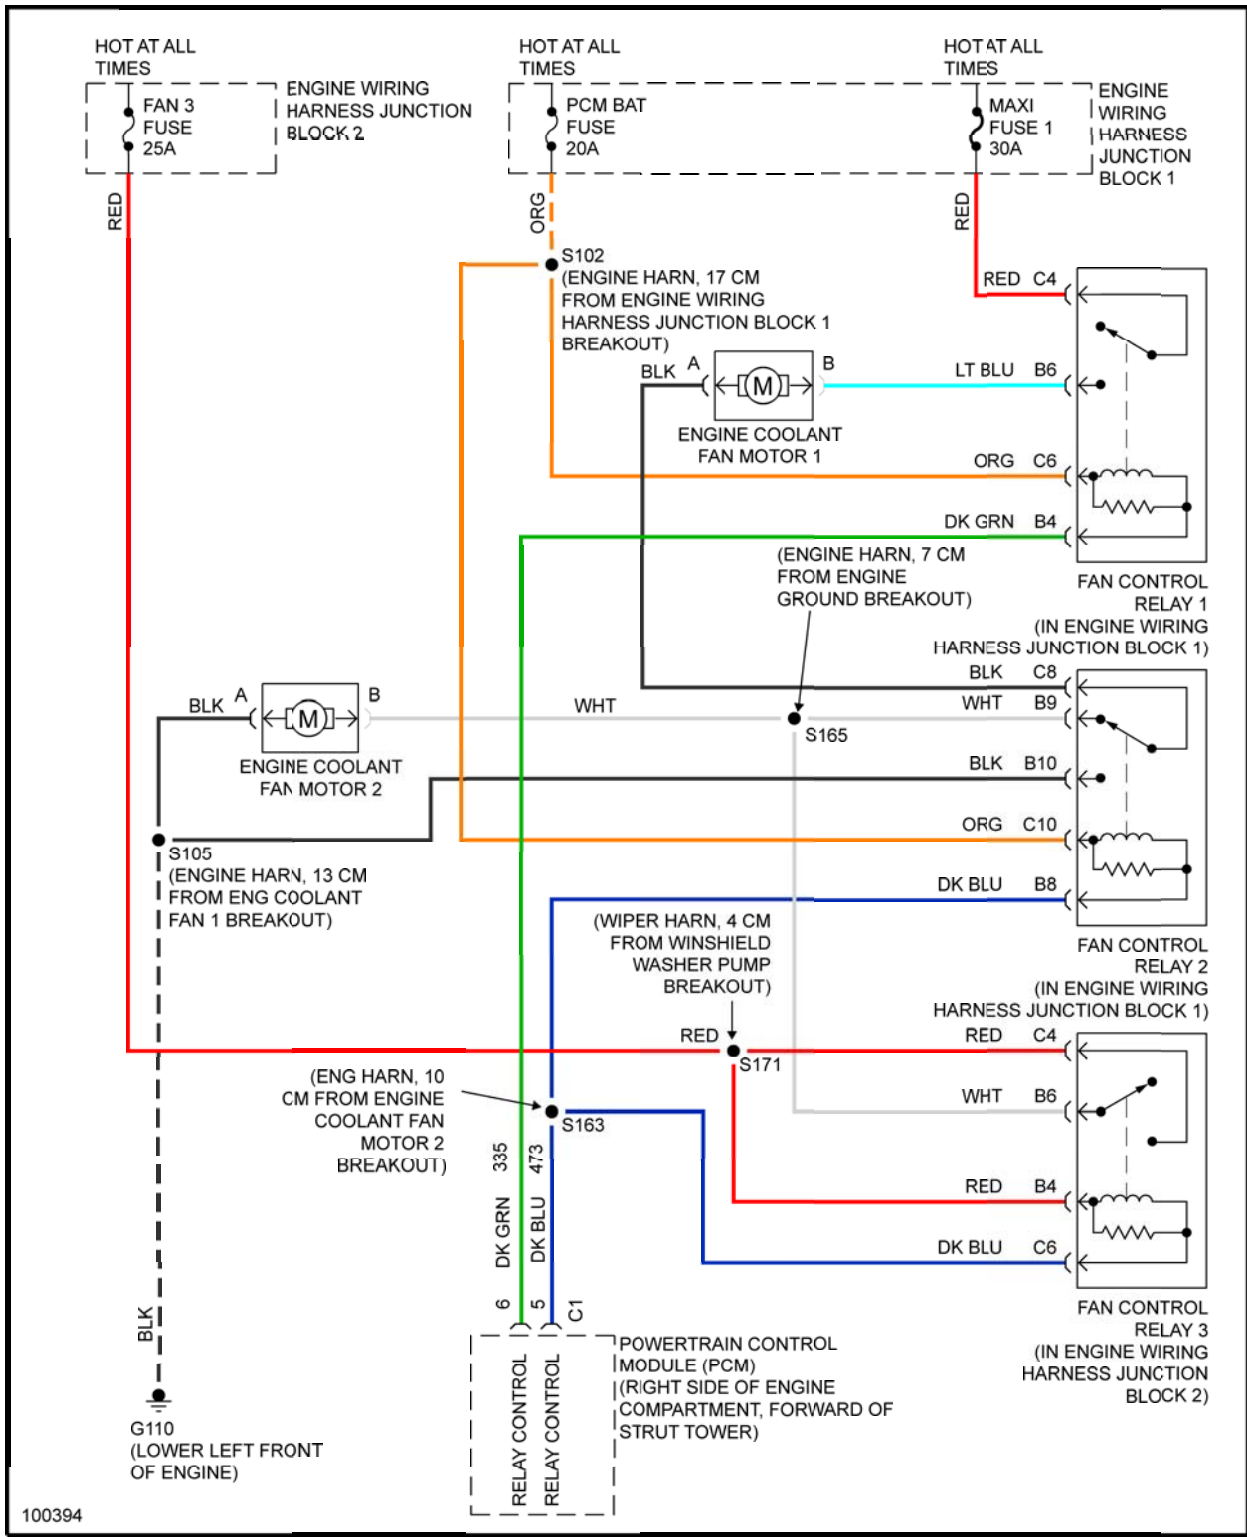 HOT AT ALL
TIMES
FAN 3
FUSE
25A
ENGINE WIRING
HARNESS JUNCTION
BLOCK 2
RED
HOT AT ALL
TIMES
PCM BAT
FUSE
20A
ORG
HOT AT ALL
TIMES
MAXI
FUSE 1
30A
ENGINE
WIRING
HARNESS
JUNCTION
BLOCK 1
RED
S102
(ENGINE HARN, 17 CM
FROM ENGINE WIRING
HARNESS JUNCTION BLOCK 1
BREAKOUT)
RED C4
BLK A
M
B
LT BLU B6
ENGINE COOLANT
FAN MOTOR 1
ORG C6
DK GRN B4
(ENGINE HARN, 7 CM
FROM ENGINE
GROUND BREAKOUT)
FAN CONTROL
RELAY 1
(IN ENGINE WIRING
HARNESS JUNCTION BLOCK 1)
BLK C8
BLK A
M
B
WHT
S165
WHT B9
ENGINE COOLANT
FAN MOTOR 2
BLK B10
ORG C10
S105
(ENGINE HARN, 13 CM
FROM ENG COOLANT
FAN 1 BREAKOUT)
DK BLU B8
(WIPER HARN, 4 CM
FROM WINSHIELD
WASHER PUMP
BREAKOUT)
FAN CONTROL
RELAY 2
(IN ENGINE WIRING
HARNESS JUNCTION BLOCK 1)
RED
S171
RED C4
(ENG HARN, 10
CM FROM ENGINE
COOLANT FAN
MOTOR 2
BREAKOUT)
S163
WHT B6
335
473
DK GRN
DK BLU
RED B4
DK BLU C6
6
5
C1
BLK
FAN CONTROL
RELAY 3
(IN ENGINE WIRING
HARNESS JUNCTION
BLOCK 2)
RELAY CONTROL
RELAY CONTROL
POWERTRAIN CONTROL
MODULE (PCM)
(RIGHT SIDE OF ENGINE
COMPARTMENT, FORWARD OF
STRUT TOWER)
G110
(LOWER LEFT FRONT
OF ENGINE)
100394